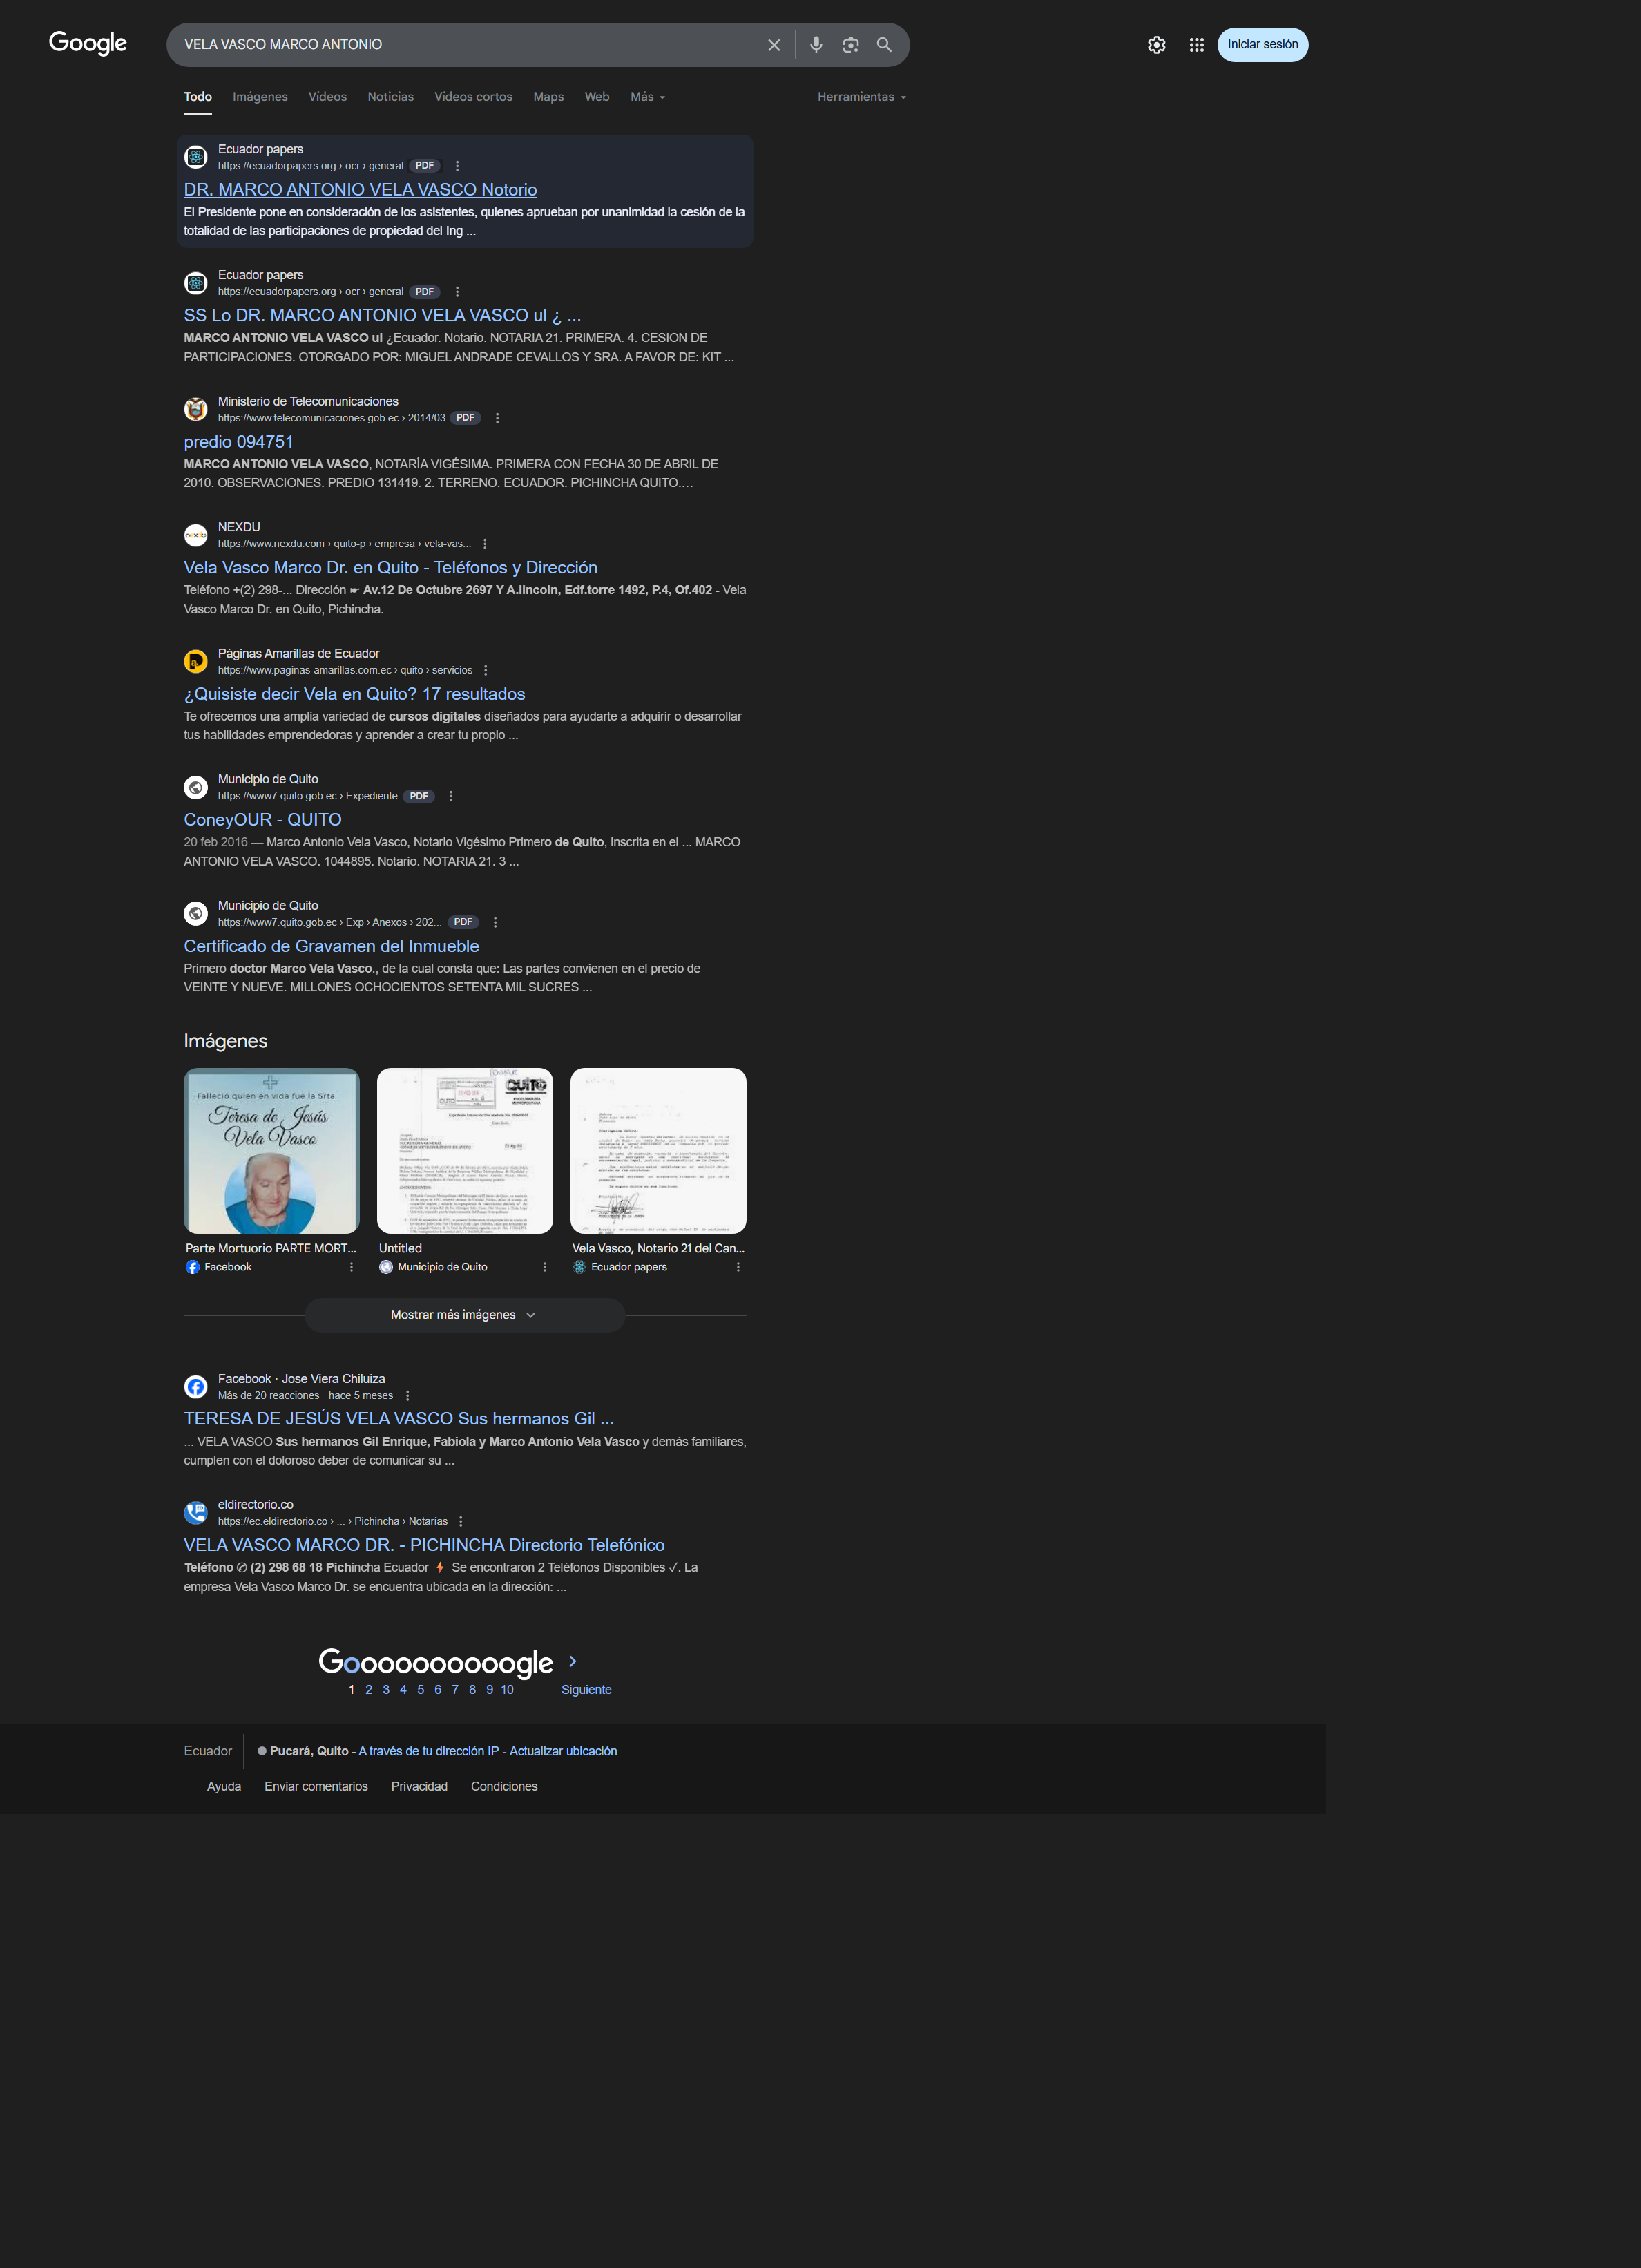 Google
VELA VASCO MARCO ANTONIO
Iniciar sesión
Todo Imágenes Vídeos Noticias Vídeos cortos Maps Web Más Herramientas
Ecuador papers
https://ecuadorpapers.org › ocr › general PDF
DR. MARCO ANTONIO VELA VASCO Notorio
El Presidente pone en consideración de los asistentes, quienes aprueban por unanimidad la cesión de la
totalidad de las participaciones de propiedad del Ing ...
Ecuador papers
https://ecuadorpapers.org › ocr › general PDF
SS Lo DR. MARCO ANTONIO VELA VASCO ul ¿ ...
MARCO ANTONIO VELA VASCO ul ¿Ecuador. Notario. NOTARIA 21. PRIMERA. 4. CESION DE
PARTICIPACIONES. OTORGADO POR: MIGUEL ANDRADE CEVALLOS Y SRA. A FAVOR DE: KIT ...
Ministerio de Telecomunicaciones
https://www.telecomunicaciones.gob.ec › 2014/03 PDF
predio 094751
MARCO ANTONIO VELA VASCO, NOTARÍA VIGÉSIMA. PRIMERA CON FECHA 30 DE ABRIL DE
2010. OBSERVACIONES. PREDIO 131419. 2. TERRENO. ECUADOR. PICHINCHA QUITO....
NEXDU
https://www.nexdu.com › quito-p › empresa › vela-vas...
Vela Vasco Marco Dr. en Quito - Teléfonos y Dirección
Teléfono +(2) 298-... Dirección ☛ Av.12 De Octubre 2697 Y A.lincoln, Edf.torre 1492, P.4, Of.402 - Vela
Vasco Marco Dr. en Quito, Pichincha.
Páginas Amarillas de Ecuador
https://www.paginas-amarillas.com.ec › quito › servicios
¿Quisiste decir Vela en Quito? 17 resultados
Te ofrecemos una amplia variedad de cursos digitales diseñados para ayudarte a adquirir o desarrollar
tus habilidades emprendedoras y aprender a crear tu propio ...
Municipio de Quito
https://www7.quito.gob.ec › Expediente PDF
ConeyOUR - QUITO
20 feb 2016 — Marco Antonio Vela Vasco, Notario Vigésimo Primero de Quito, inscrita en el ... MARCO
ANTONIO VELA VASCO. 1044895. Notario. NOTARIA 21. 3 ...
Municipio de Quito
https://www7.quito.gob.ec › Exp › Anexos › 202... PDF
Certificado de Gravamen del Inmueble
Primero doctor Marco Vela Vasco., de la cual consta que: Las partes convienen en el precio de
VEINTE Y NUEVE. MILLONES OCHOCIENTOS SETENTA MIL SUCRES ...
Imágenes
Falleció quien en vida fue la Srta.
Teresa de Jesús
Vela Vasco
QUITO
Parte Mortuorio PARTE MORT... Untitled Vela Vasco, Notario 21 del Can...
Facebook Municipio de Quito Ecuador papers
Mostrar más imágenes
Facebook · Jose Viera Chiluiza
Más de 20 reacciones · hace 5 meses
TERESA DE JESÚS VELA VASCO Sus hermanos Gil ...
... VELA VASCO Sus hermanos Gil Enrique, Fabiola y Marco Antonio Vela Vasco y demás familiares,
cumplen con el doloroso deber de comunicar su ...
eldirectorio.co
https://ec.eldirectorio.co › ... › Pichincha › Notarías
VELA VASCO MARCO DR. - PICHINCHA Directorio Telefónico
Teléfono ✆ (2) 298 68 18 Pichincha Ecuador ⚡ Se encontraron 2 Teléfonos Disponibles ✓. La
empresa Vela Vasco Marco Dr. se encuentra ubicada en la dirección: ...
Goooooooooogle
1 2 3 4 5 6 7 8 9 10 Siguiente
Ecuador Pucará, Quito - A través de tu dirección IP - Actualizar ubicación
Ayuda Enviar comentarios Privacidad Condiciones